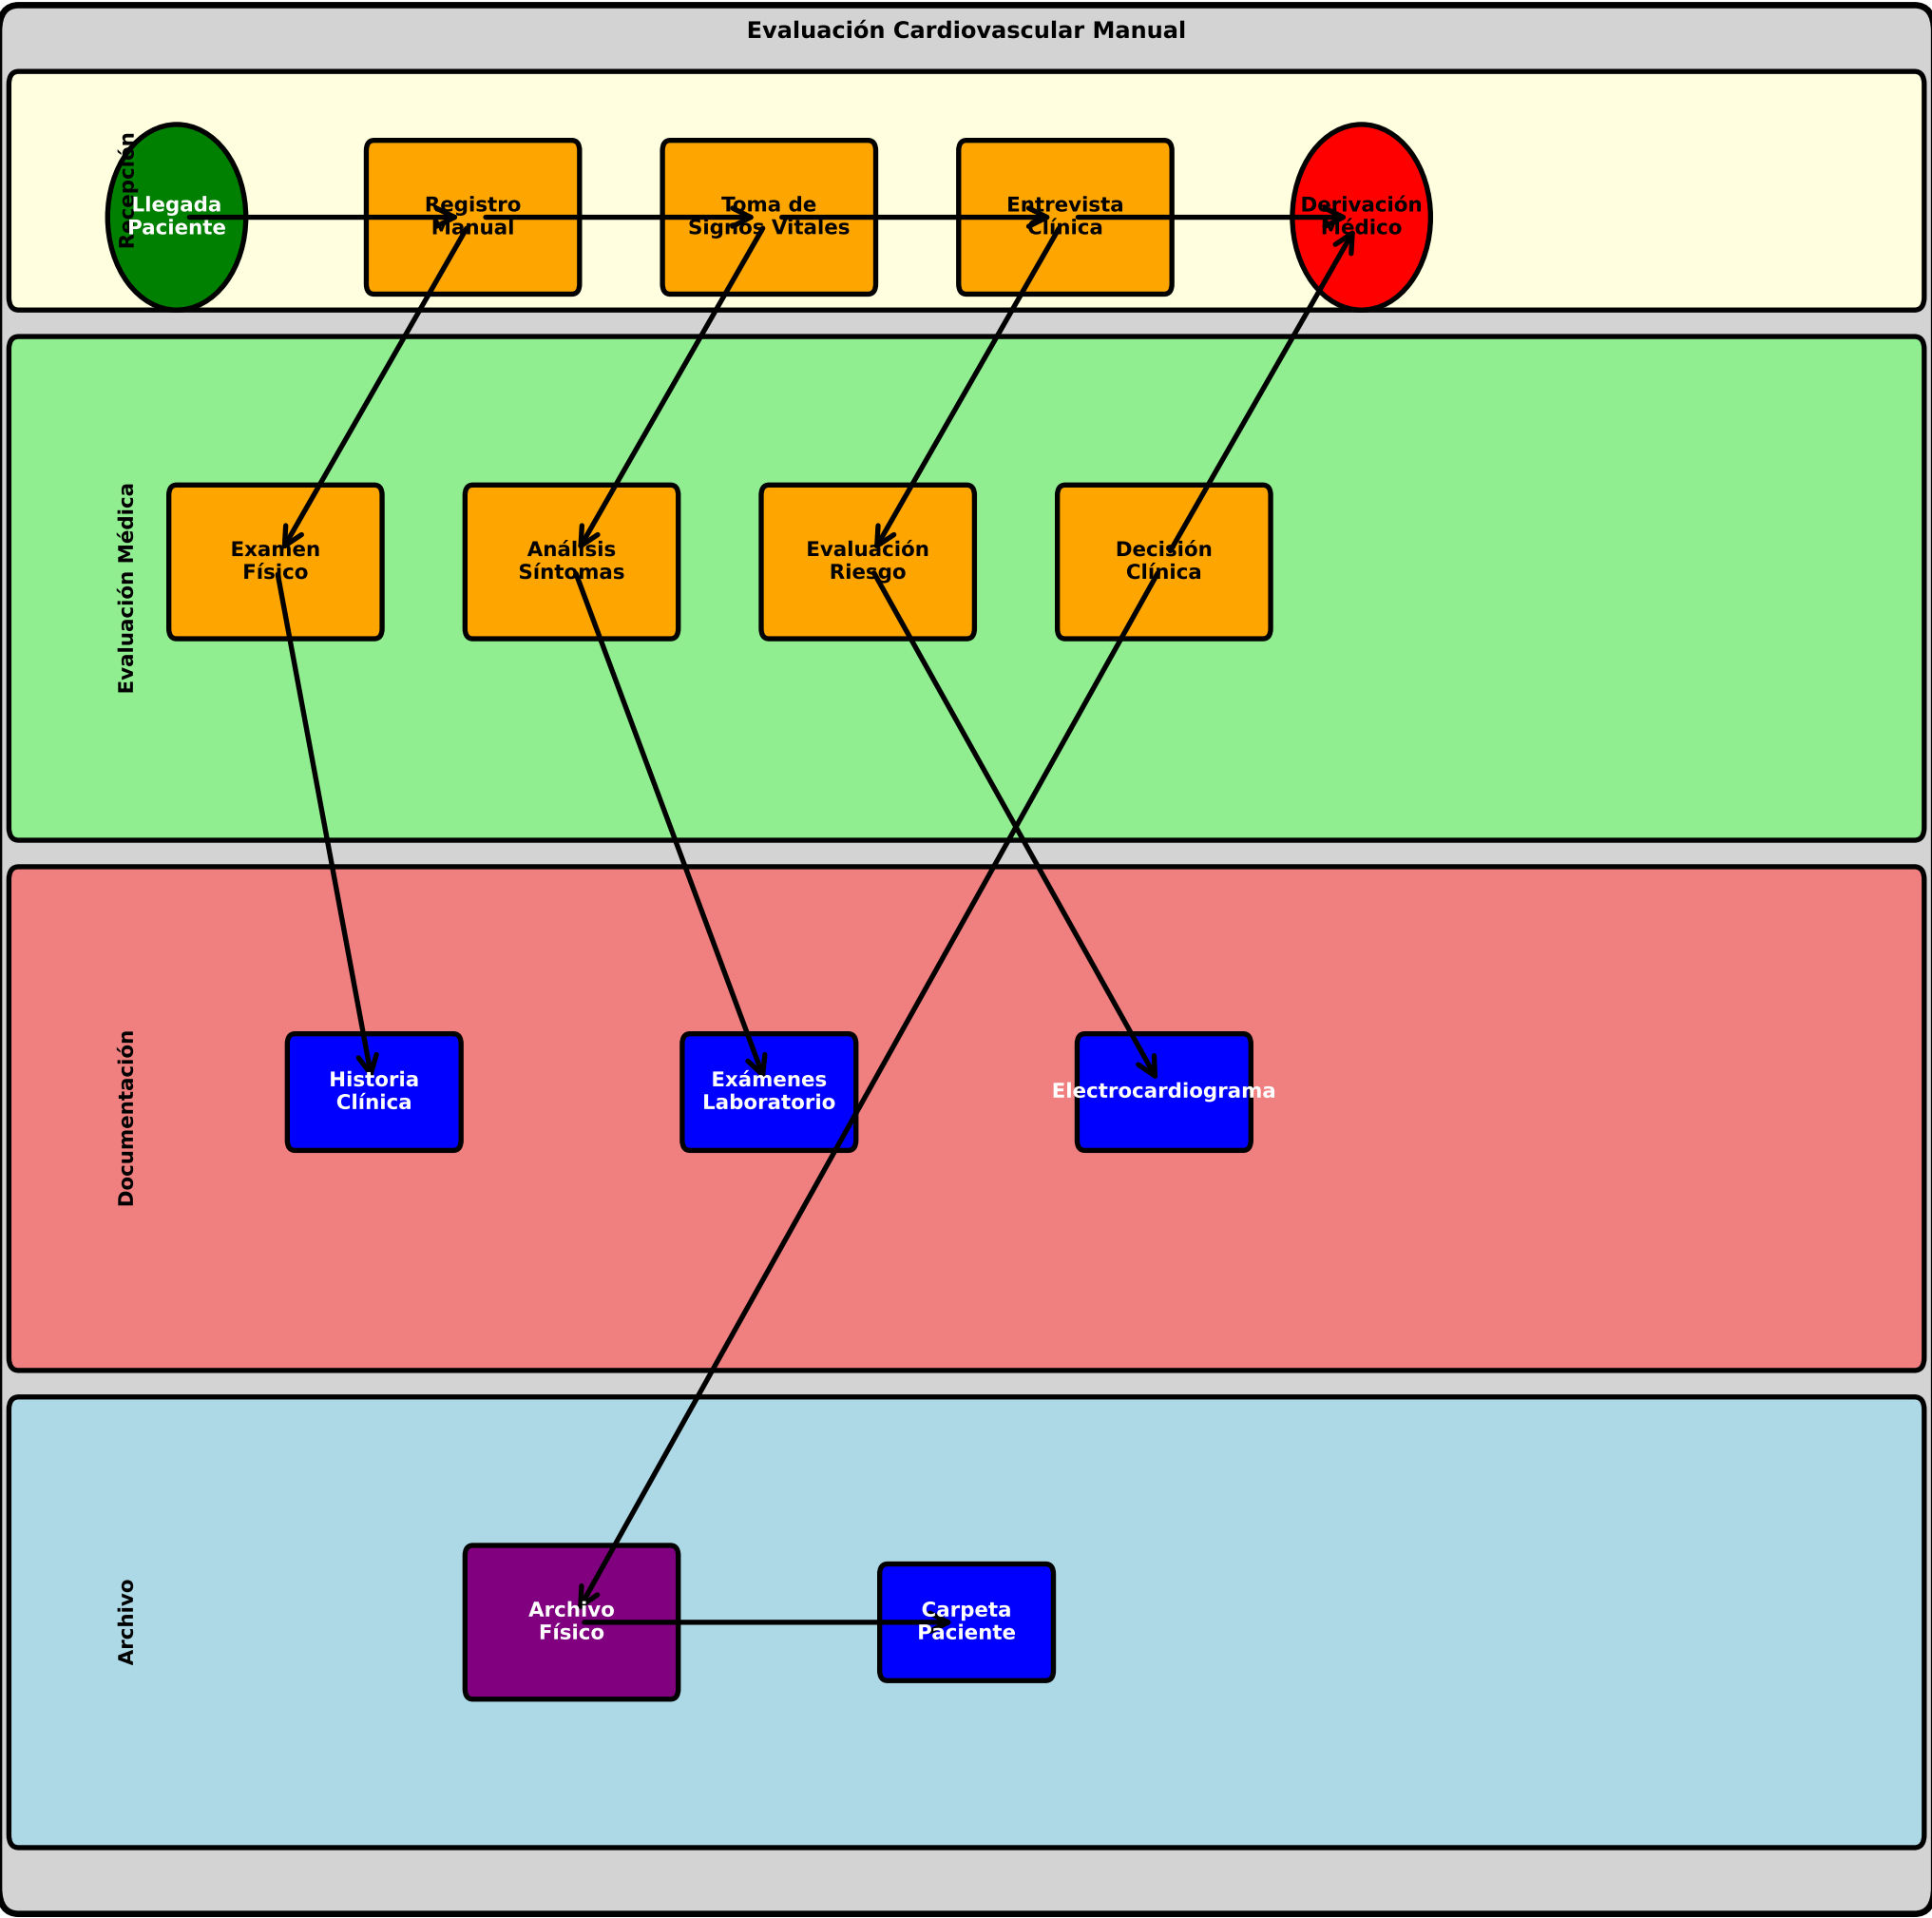 Evaluación Cardiovascular Manual
Recepción
Llegada
Paciente
Registro
Manual
Toma de
Signos Vitales
Entrevista
Clínica
Derivación
Médico
Evaluación Médica
Examen
Físico
Análisis
Síntomas
Evaluación
Riesgo
Decisión
Clínica
Documentación
Historia
Clínica
Exámenes
Laboratorio
Electrocardiograma
Archivo
Archivo
Físico
Carpeta
Paciente